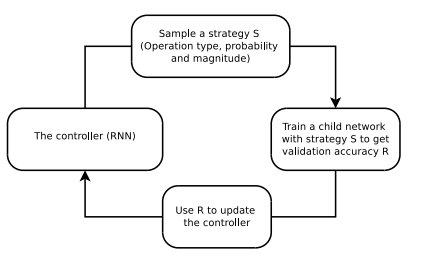 Sample a strategy S
(Operation type, probability
and magnitude)
The controller (RNN)
Train a child network
with strategy S to get
validation accuracy R
Use R to update
the controller